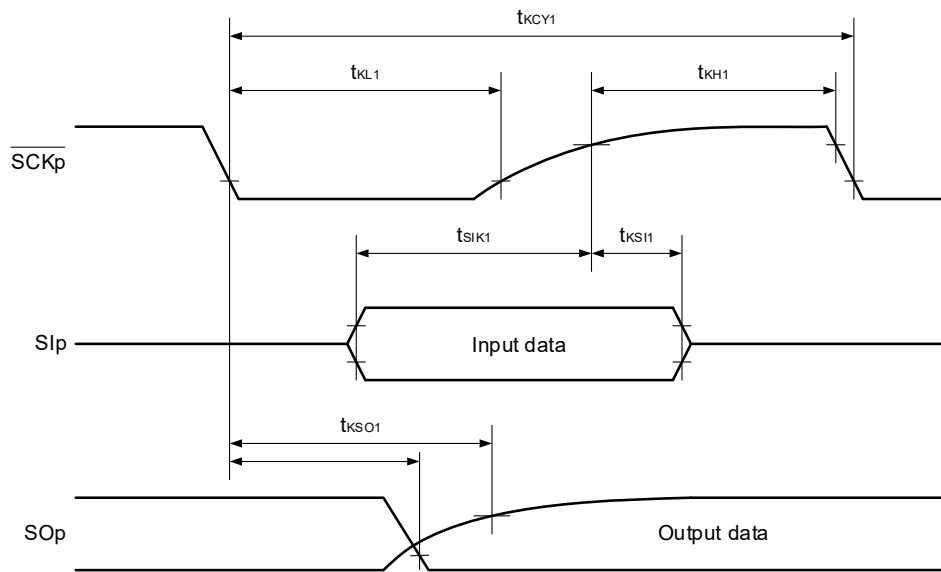 tKCY1
tKL1
tKH1
SCKp
tSIK1
tKSI1
SIp
Input data
tKSO1
SOp
Output data